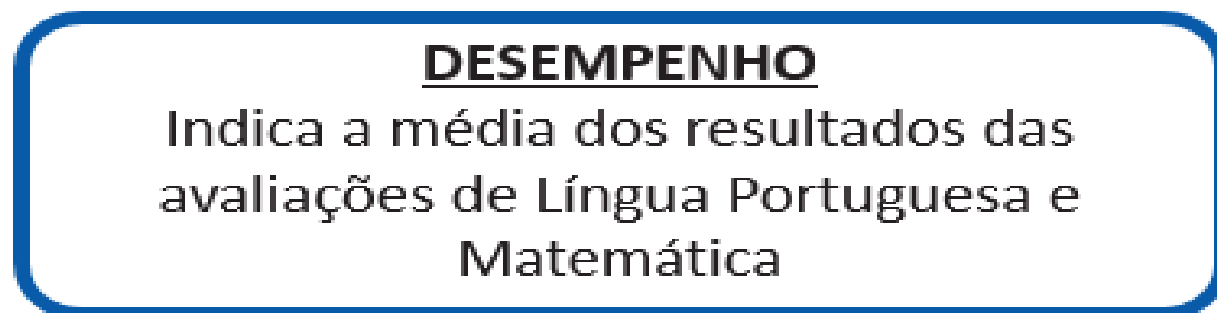 DESEMPENHO
Indica a média dos resultados das
avaliações de Língua Portuguesa e
Matemática